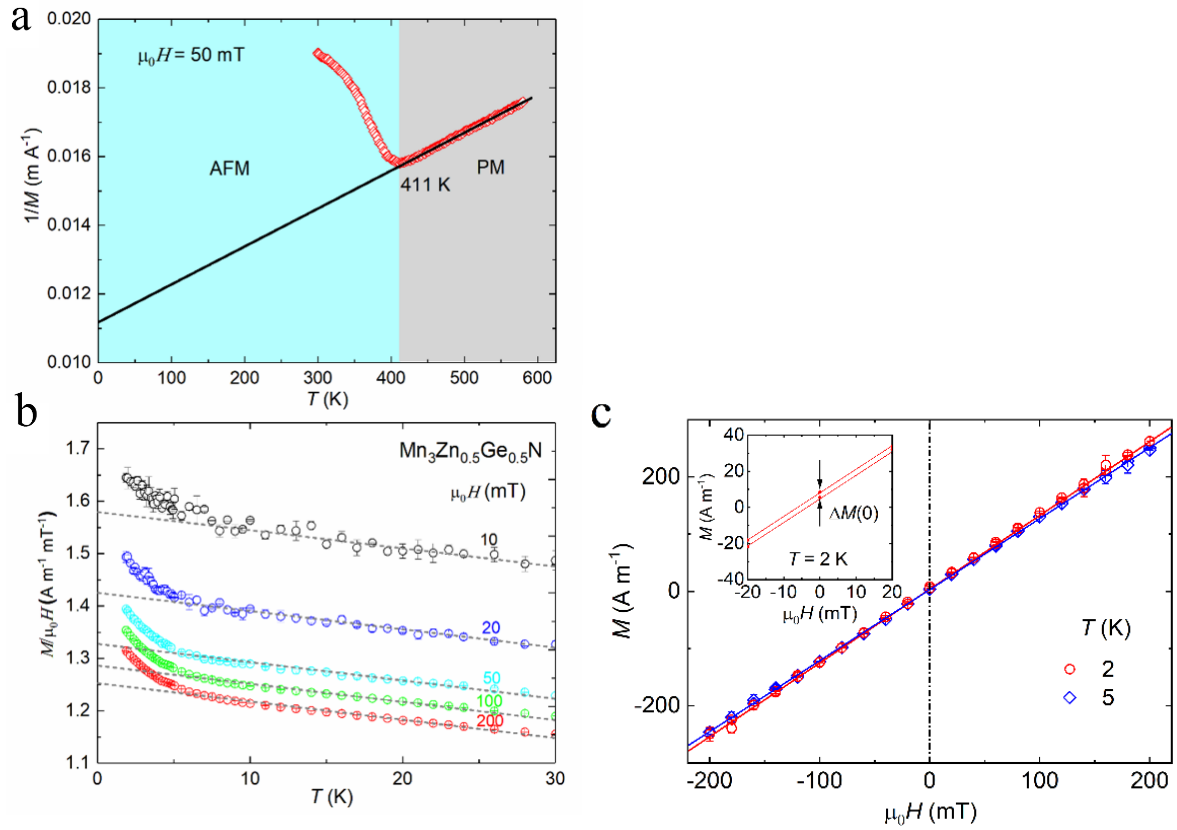 a
0.020
0.018
0.016
0.014
0.012
0.010
1/M (m A⁻¹)
μ₀H = 50 mT
AFM
PM
411 K
0 100 200 300 400 500 600
T (K)
b
1.7
1.6
1.5
1.4
1.3
1.2
1.1
M/μ₀H (A m⁻¹ mT⁻¹)
Mn₃Zn₀.₅Ge₀.₅N
μ₀H (mT)
10
20
50
100
200
0 10 20 30
T (K)
c
200
0
-200
M (A m⁻¹)
40
20
0
-20
-40
M (A m⁻¹)
ΔM(0)
T = 2 K
-20 -10 0 10 20
μ₀H (mT)
T (K)
2
5
-200 -100 0 100 200
μ₀H (mT)